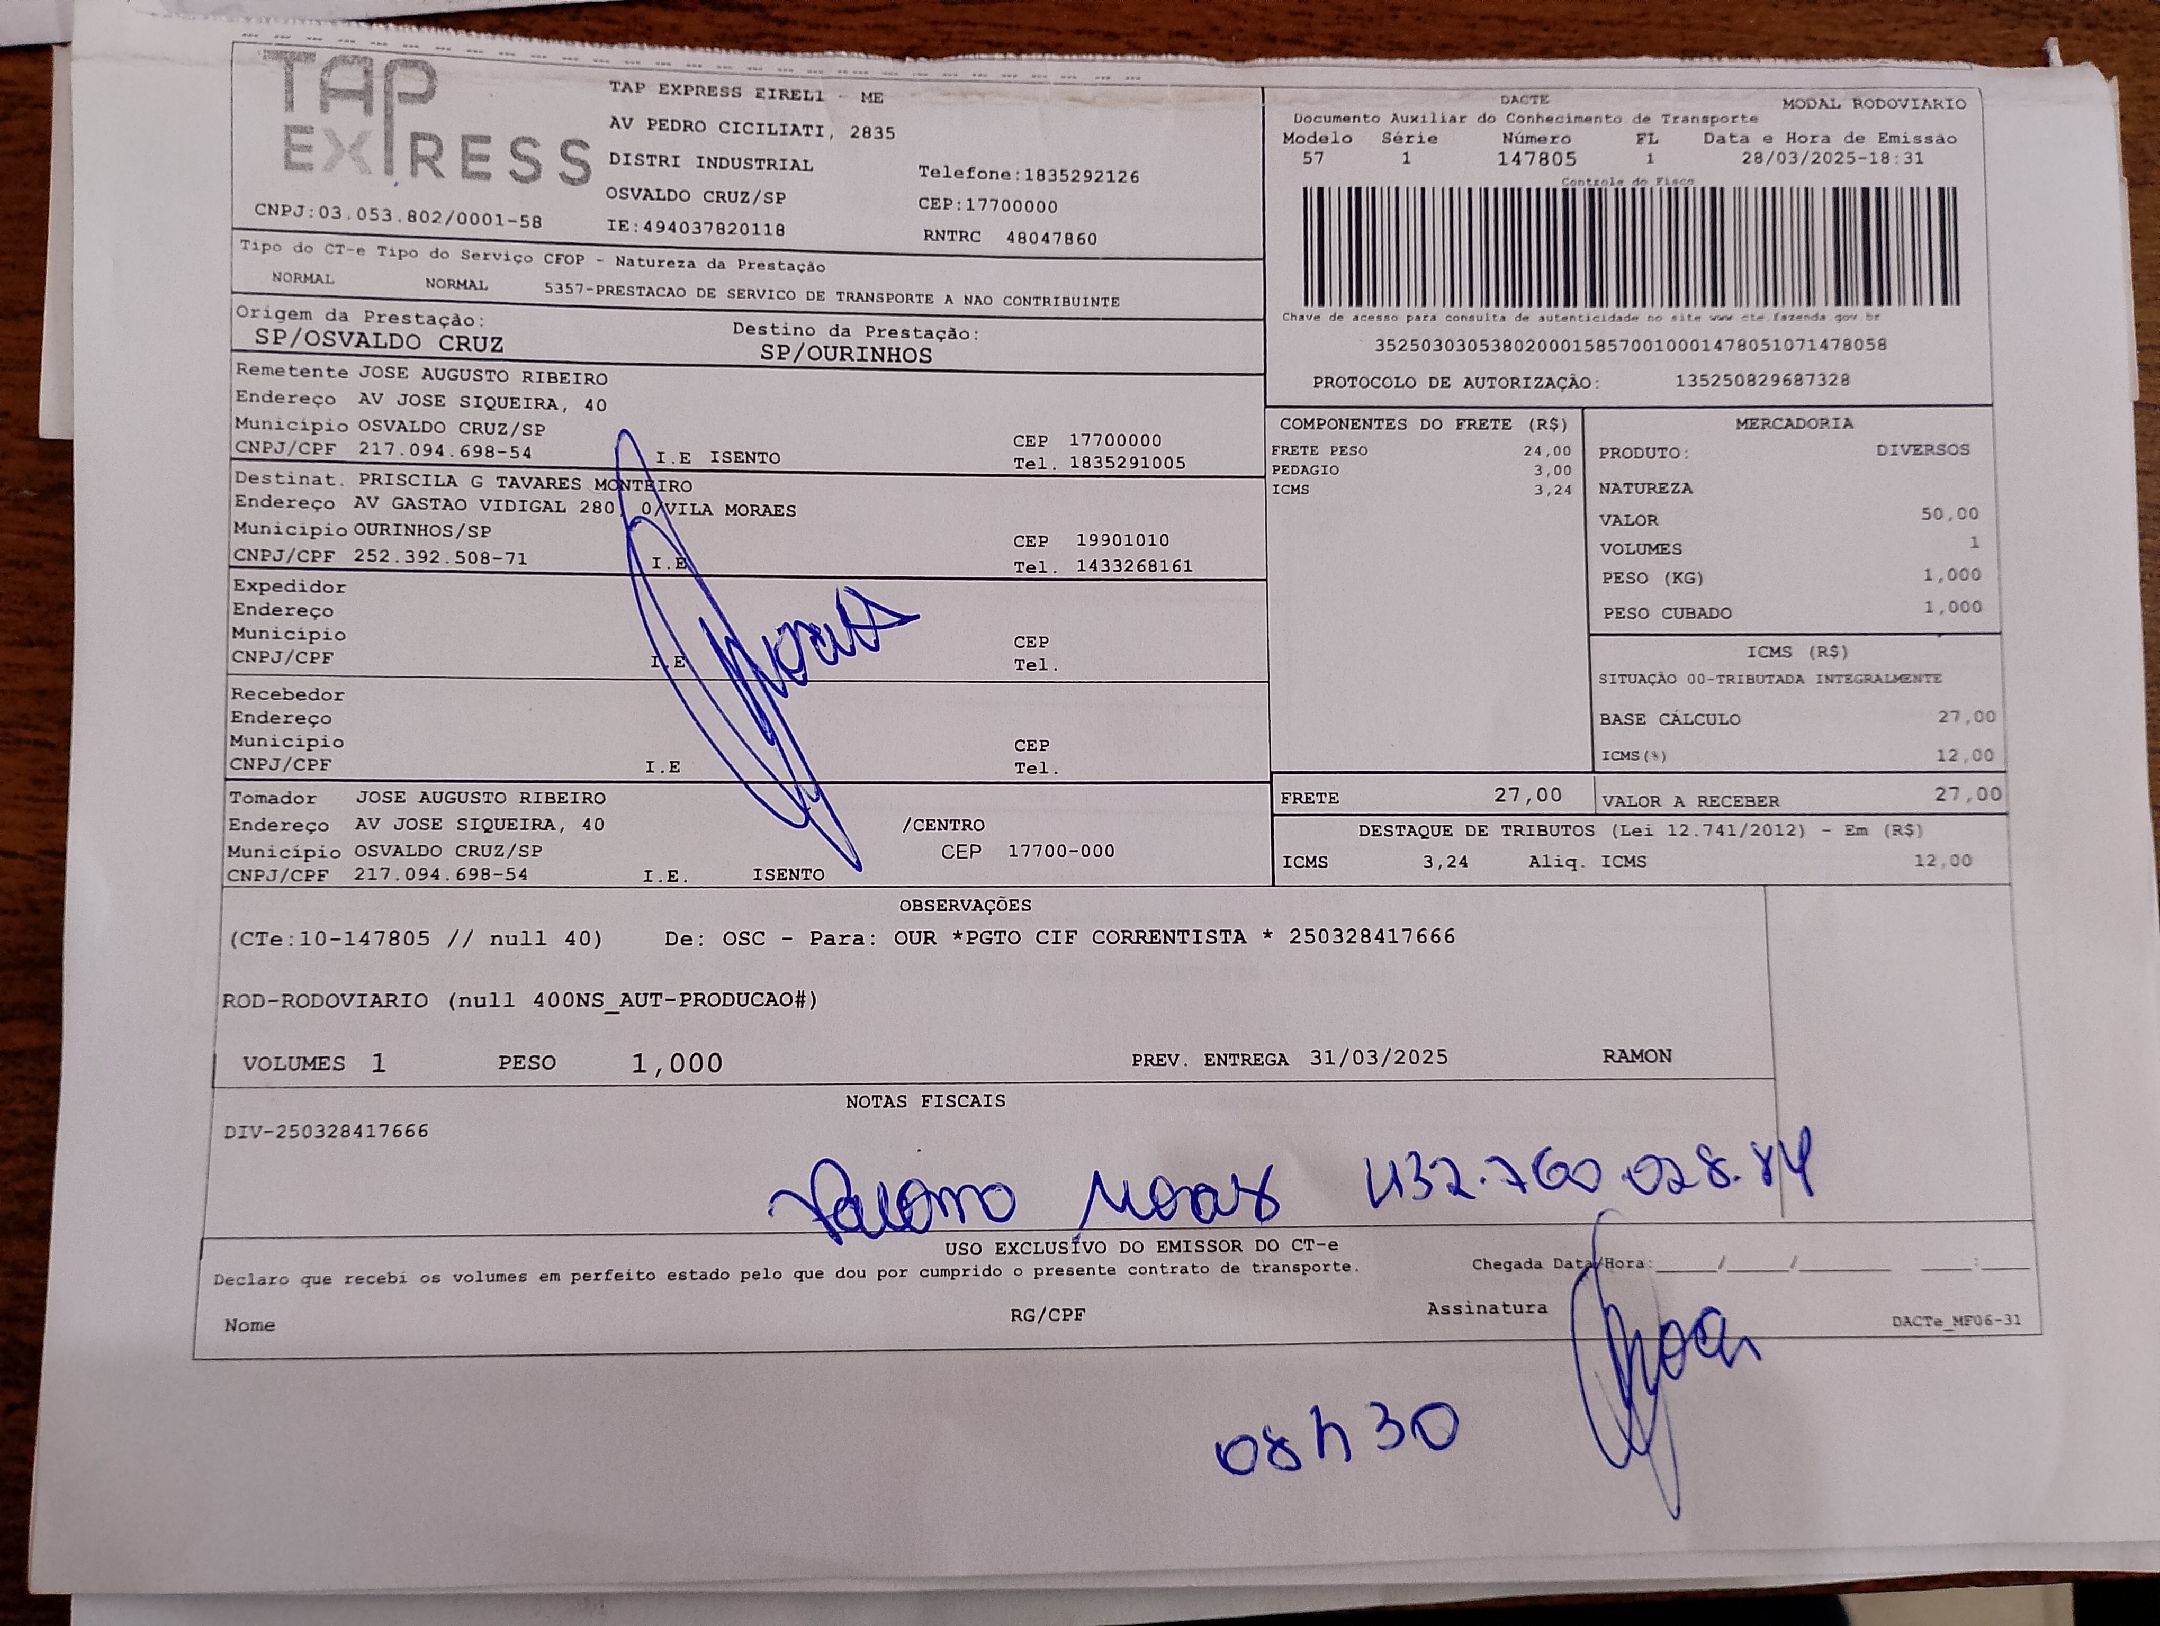 TAP
EXPRESS
TAP EXPRESS EIREL1 - ME
AV PEDRO CICILIATI, 2835
DISTRI INDUSTRIAL Telefone:1835292126
OSVALDO CRUZ/SP CEP:17700000
CNPJ:03.053.802/0001-58 IE:494037820118 RNTRC 48047860
DACTE MODAL RODOVIARIO
Documento Auxiliar do Conhecimento de Transporte
Modelo Série Número FL Data e Hora de Emissão
57 1 147805 1 28/03/2025-18:31
Controle do Fisco
Chave de acesso para consulta de autenticidade no site www.cte.fazenda.gov.br
35250303053802000158570010001478051071478058
PROTOCOLO DE AUTORIZAÇÃO: 135250829687328
Tipo do CT-e Tipo do Serviço CFOP - Natureza da Prestação
NORMAL NORMAL 5357-PRESTACAO DE SERVICO DE TRANSPORTE A NAO CONTRIBUINTE
Origem da Prestação: Destino da Prestação:
SP/OSVALDO CRUZ SP/OURINHOS
Remetente JOSE AUGUSTO RIBEIRO
Endereço AV JOSE SIQUEIRA, 40
Município OSVALDO CRUZ/SP CEP 17700000
CNPJ/CPF 217.094.698-54 I.E ISENTO Tel. 1835291005
Destinat. PRISCILA G TAVARES MONTEIRO
Endereço AV GASTAO VIDIGAL 280, 0/VILA MORAES
Município OURINHOS/SP CEP 19901010
CNPJ/CPF 252.392.508-71 I.E Tel. 1433268161
Expedidor
Endereço
Município CEP
CNPJ/CPF I.E Tel.
Recebedor
Endereço
Município CEP
CNPJ/CPF I.E Tel.
Tomador JOSE AUGUSTO RIBEIRO
Endereço AV JOSE SIQUEIRA, 40 /CENTRO
Município OSVALDO CRUZ/SP CEP 17700-000
CNPJ/CPF 217.094.698-54 I.E. ISENTO
COMPONENTES DO FRETE (R$)
FRETE PESO 24,00
PEDAGIO 3,00
ICMS 3,24
MERCADORIA
PRODUTO: DIVERSOS
NATUREZA
VALOR 50,00
VOLUMES 1
PESO (KG) 1,000
PESO CUBADO 1,000
ICMS (R$)
SITUAÇÃO 00-TRIBUTADA INTEGRALMENTE
BASE CÁLCULO 27,00
ICMS(%) 12,00
FRETE 27,00 VALOR A RECEBER 27,00
DESTAQUE DE TRIBUTOS (Lei 12.741/2012) - Em (R$)
ICMS 3,24 Aliq. ICMS 12,00
OBSERVAÇÕES
(CTe:10-147805 // null 40) De: OSC - Para: OUR *PGTO CIF CORRENTISTA * 250328417666
ROD-RODOVIARIO (null 400NS_AUT-PRODUCAO#)
VOLUMES 1 PESO 1,000 PREV. ENTREGA 31/03/2025 RAMON
NOTAS FISCAIS
DIV-250328417666
432.760.028.84
USO EXCLUSIVO DO EMISSOR DO CT-e
Declaro que recebi os volumes em perfeito estado pelo que dou por cumprido o presente contrato de transporte.
Chegada Data/Hora:____/____/______ ___:___
Nome RG/CPF Assinatura DACTe_MF06-31
08h30